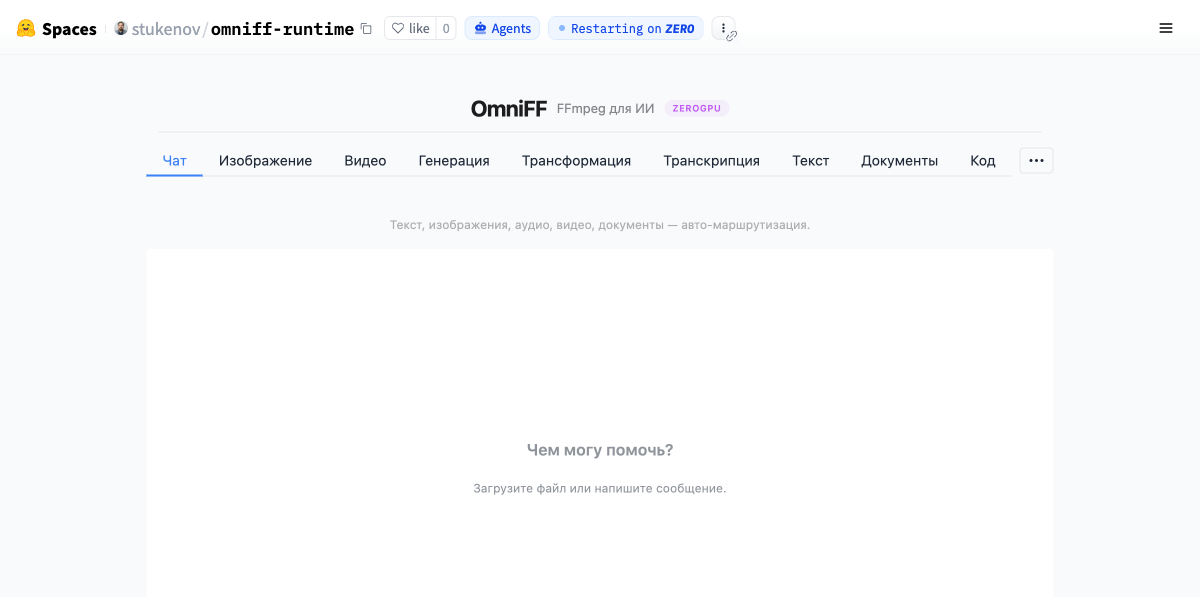 Spaces stukenov/omniff-runtime like 0 Agents Restarting on ZERO
OmniFF FFmpeg для ИИ ZEROGPU
Чат Изображение Видео Генерация Трансформация Транскрипция Текст Документы Код
Текст, изображения, аудио, видео, документы — авто-маршрутизация.
Чем могу помочь?
Загрузите файл или напишите сообщение.